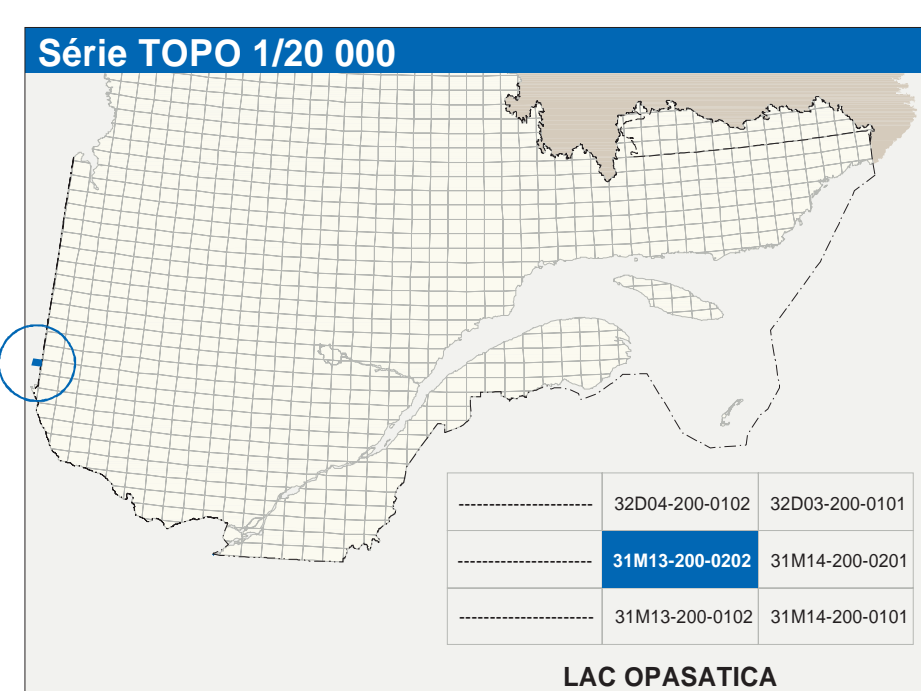 Série TOPO 1/20 000
---------------------- 32D04-200-0102 32D03-200-0101
---------------------- 31M13-200-0202 31M14-200-0201
---------------------- 31M13-200-0102 31M14-200-0101
LAC OPASATICA